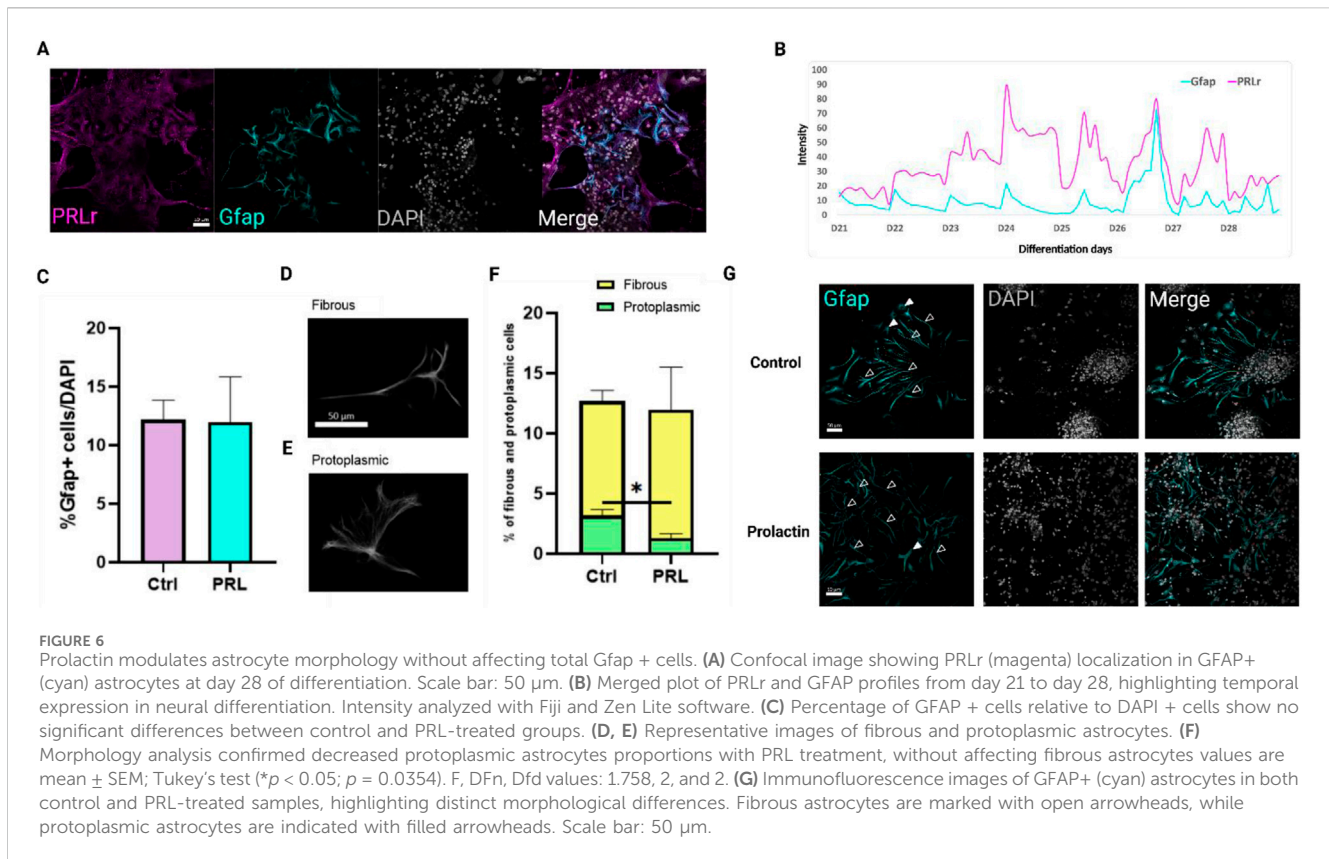 A
PRLr
Gfap
DAPI
Merge
B
Gfap
PRLr
Intensity
100
90
80
70
60
50
40
30
20
10
0
D21 D22 D23 D24 D25 D26 D27 D28
Differentiation days
C
%Gfap+ cells/DAPI
20
15
10
5
0
Ctrl PRL
D
Fibrous
50 µm
E
Protoplasmic
F
Fibrous
Protoplasmic
% of fibrous and protoplasmic cells
20
15
10
5
0
*
Ctrl PRL
G
Gfap DAPI Merge
Control
50 µm
Prolactin
FIGURE 6
Prolactin modulates astrocyte morphology without affecting total Gfap + cells. (A) Confocal image showing PRLr (magenta) localization in GFAP+
(cyan) astrocytes at day 28 of differentiation. Scale bar: 50 µm. (B) Merged plot of PRLr and GFAP profiles from day 21 to day 28, highlighting temporal
expression in neural differentiation. Intensity analyzed with Fiji and Zen Lite software. (C) Percentage of GFAP + cells relative to DAPI + cells show no
significant differences between control and PRL-treated groups. (D, E) Representative images of fibrous and protoplasmic astrocytes. (F)
Morphology analysis confirmed decreased protoplasmic astrocytes proportions with PRL treatment, without affecting fibrous astrocytes values are
mean ± SEM; Tukey's test (*p < 0.05; p = 0.0354). F, DFn, Dfd values: 1.758, 2, and 2. (G) Immunofluorescence images of GFAP+ (cyan) astrocytes in both
control and PRL-treated samples, highlighting distinct morphological differences. Fibrous astrocytes are marked with open arrowheads, while
protoplasmic astrocytes are indicated with filled arrowheads. Scale bar: 50 µm.